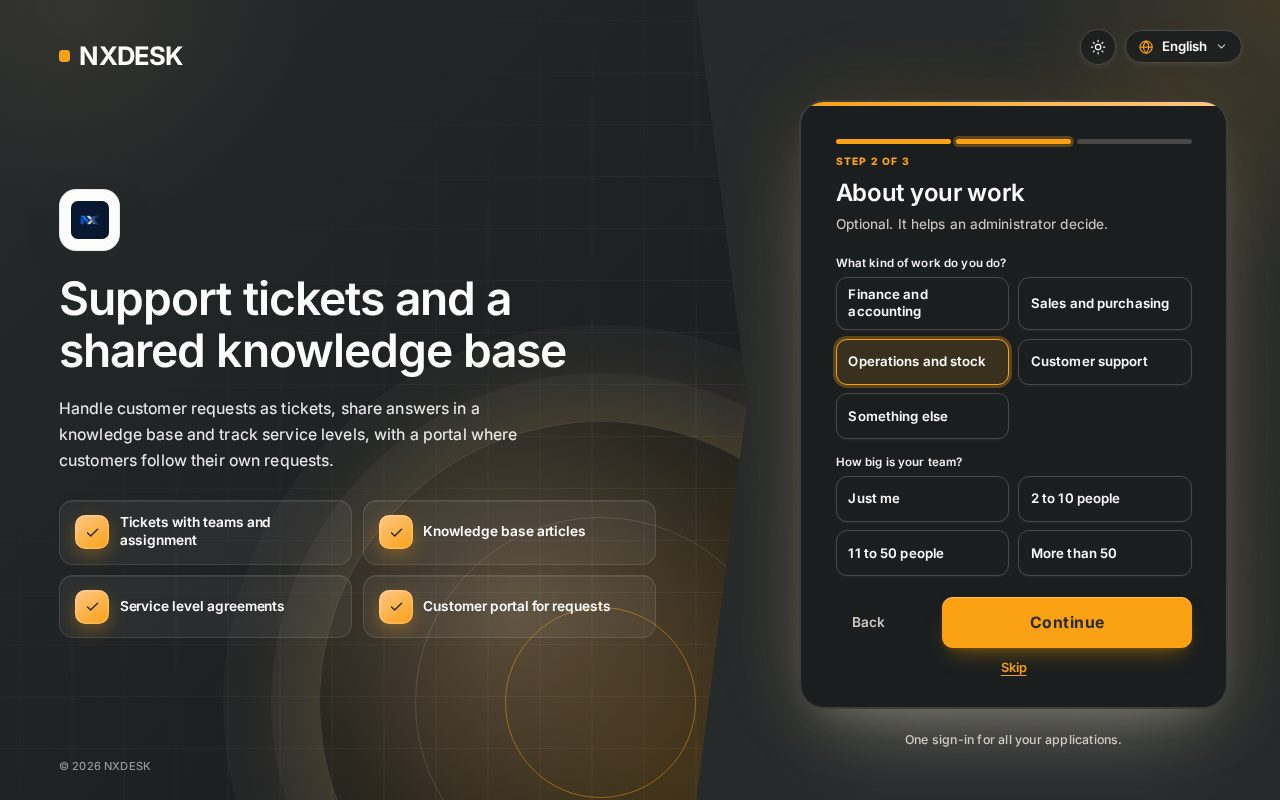 NXDESK
English
NX
Support tickets and a
shared knowledge base
Handle customer requests as tickets, share answers in a
knowledge base and track service levels, with a portal where
customers follow their own requests.
Tickets with teams and
assignment
Knowledge base articles
Service level agreements
Customer portal for requests
© 2026 NXDESK
STEP 2 OF 3
About your work
Optional. It helps an administrator decide.
What kind of work do you do?
Finance and
accounting
Sales and purchasing
Operations and stock
Customer support
Something else
How big is your team?
Just me
2 to 10 people
11 to 50 people
More than 50
Back
Continue
Skip
One sign-in for all your applications.